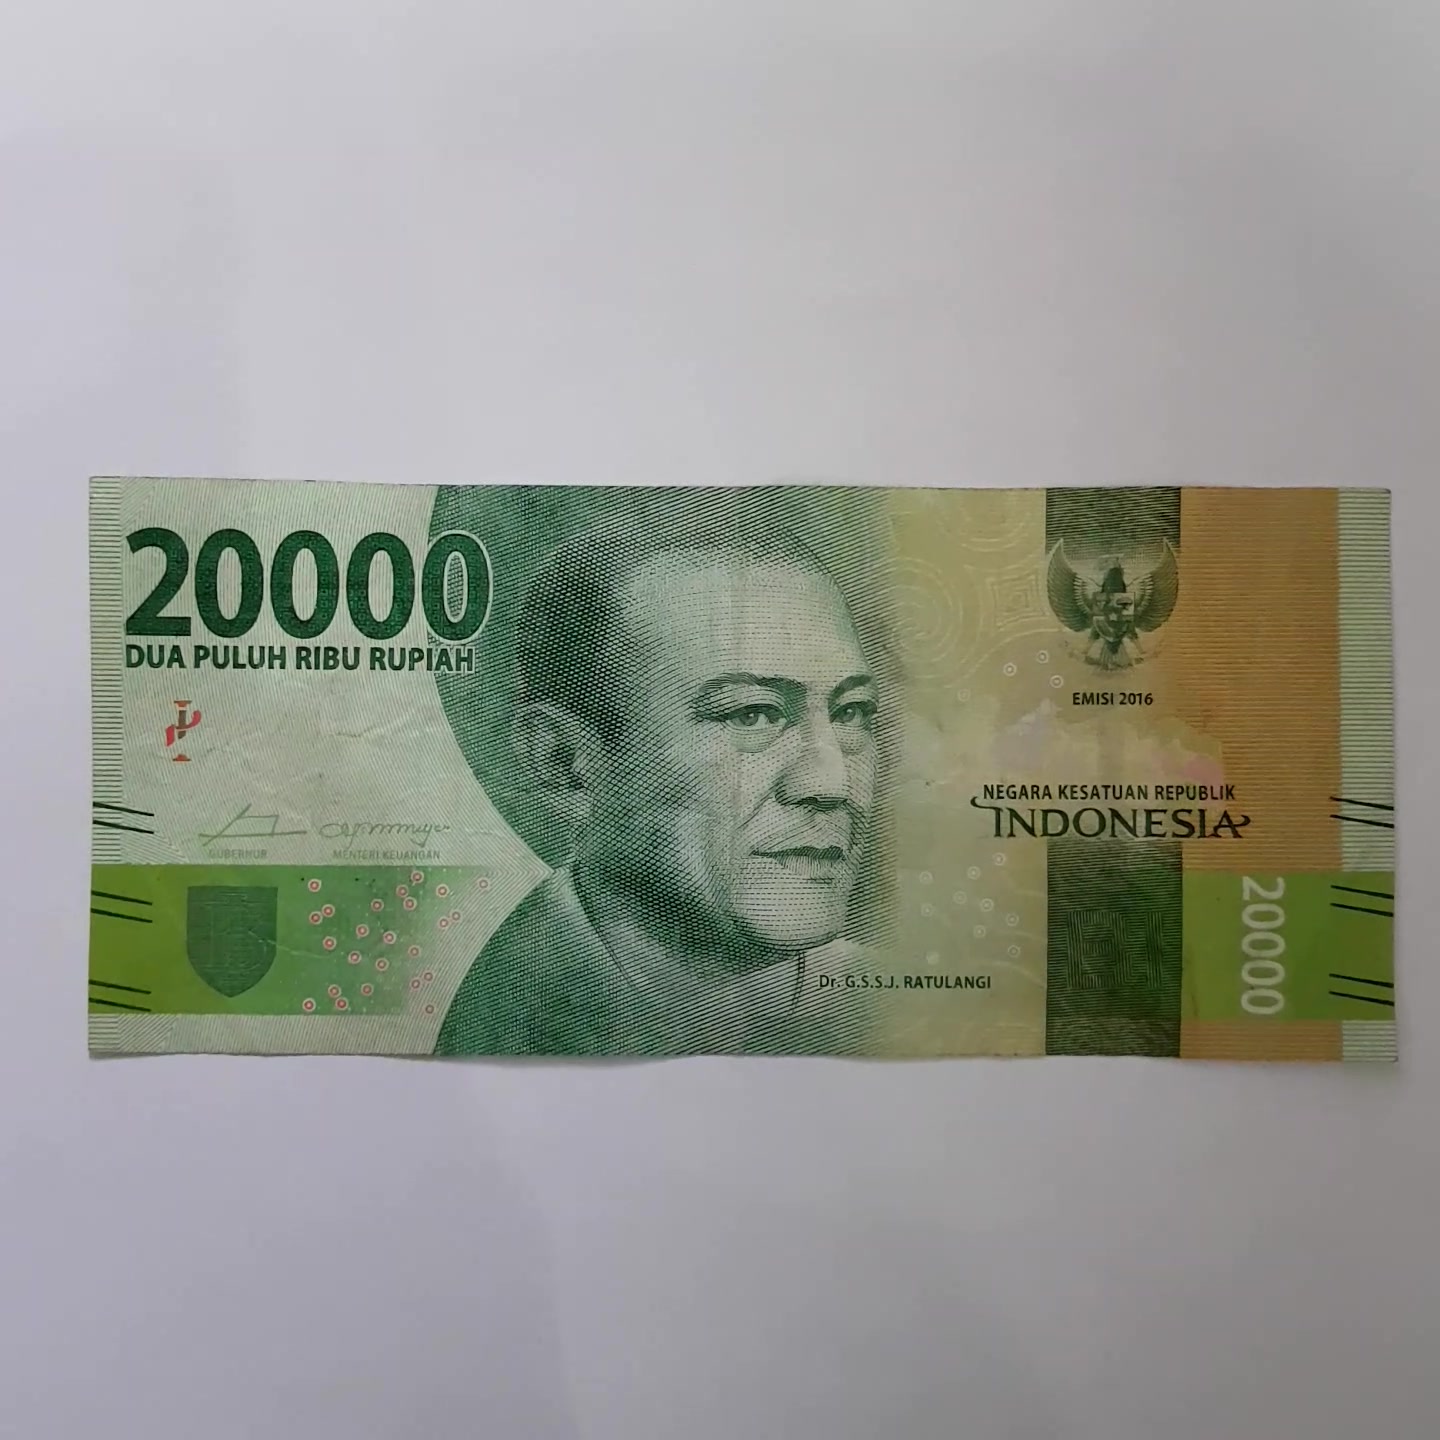 20000
DUA PULUH RIBU RUPIAH
GUBERNUR
MENTERI KEUANGAN
EMISI 2016
NEGARA KESATUAN REPUBLIK
INDONESIA
Dr. G.S.S.J. RATULANGI
20000